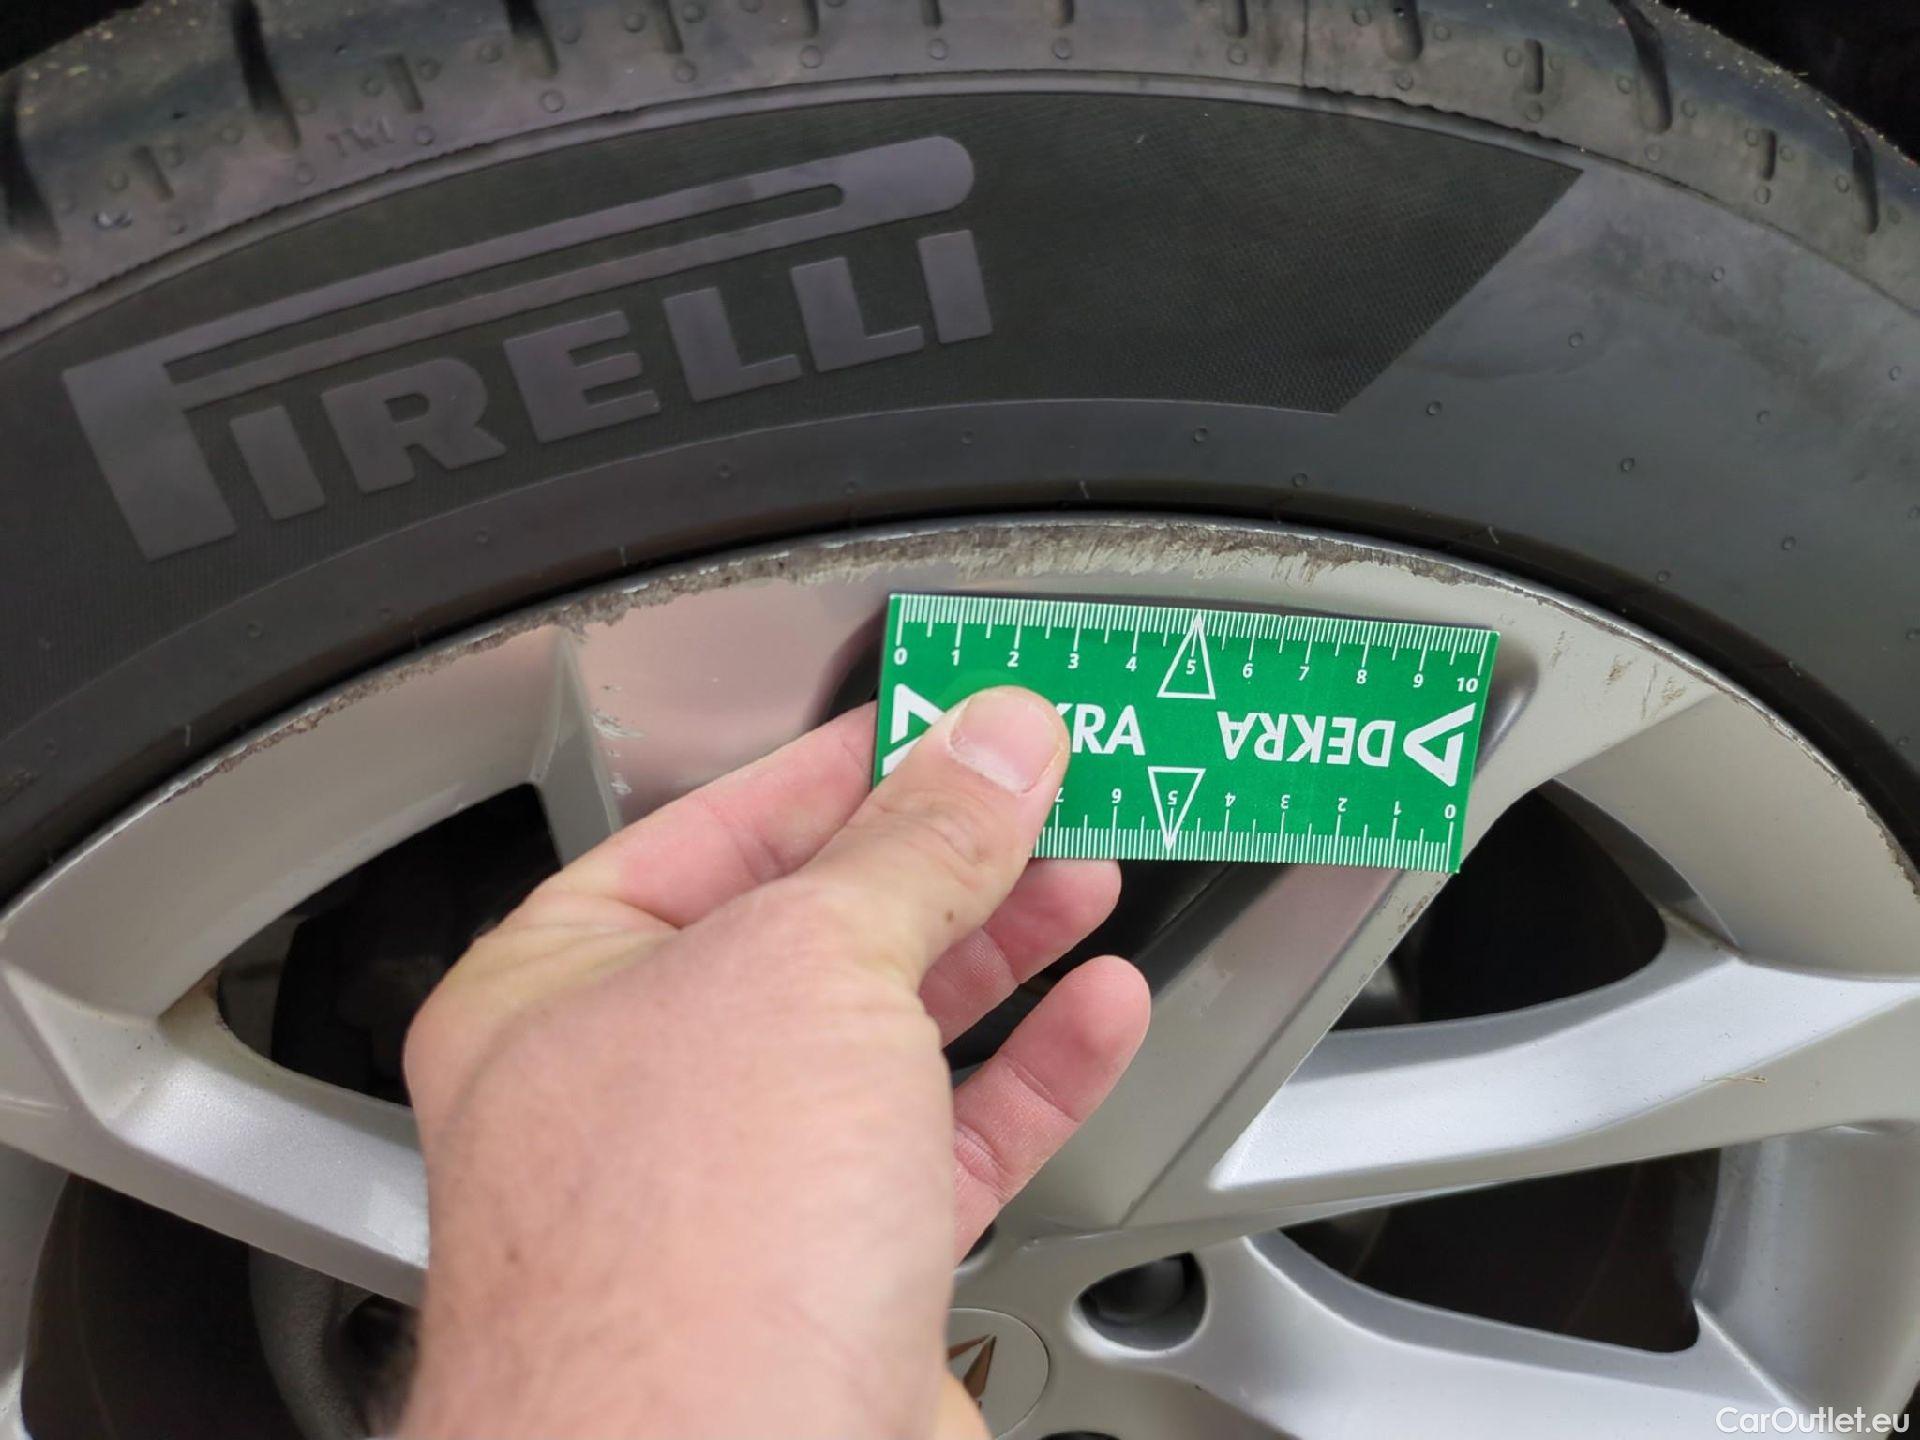 TWI
PIRELLI
0 1 2 3 4 5 6 7 8 9 10
KRA DEKRA
7 6 5 4 3 2 1 0
CarOutlet.eu